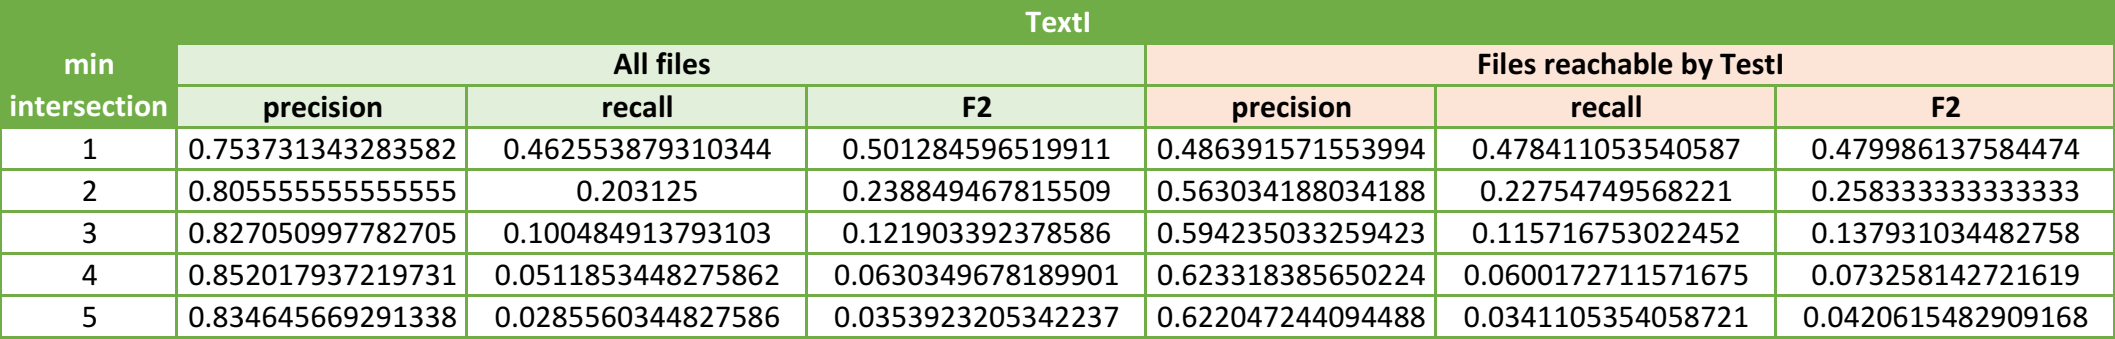 TextI
min intersection All files Files reachable by TestI
precision recall F2 precision recall F2
1 0.753731343283582 0.462553879310344 0.501284596519911 0.486391571553994 0.478411053540587 0.479986137584474
2 0.805555555555555 0.203125 0.238849467815509 0.563034188034188 0.22754749568221 0.258333333333333
3 0.827050997782705 0.100484913793103 0.121903392378586 0.594235033259423 0.115716753022452 0.137931034482758
4 0.852017937219731 0.0511853448275862 0.0630349678189901 0.623318385650224 0.0600172711571675 0.073258142721619
5 0.834645669291338 0.0285560344827586 0.0353923205342237 0.622047244094488 0.0341105354058721 0.0420615482909168